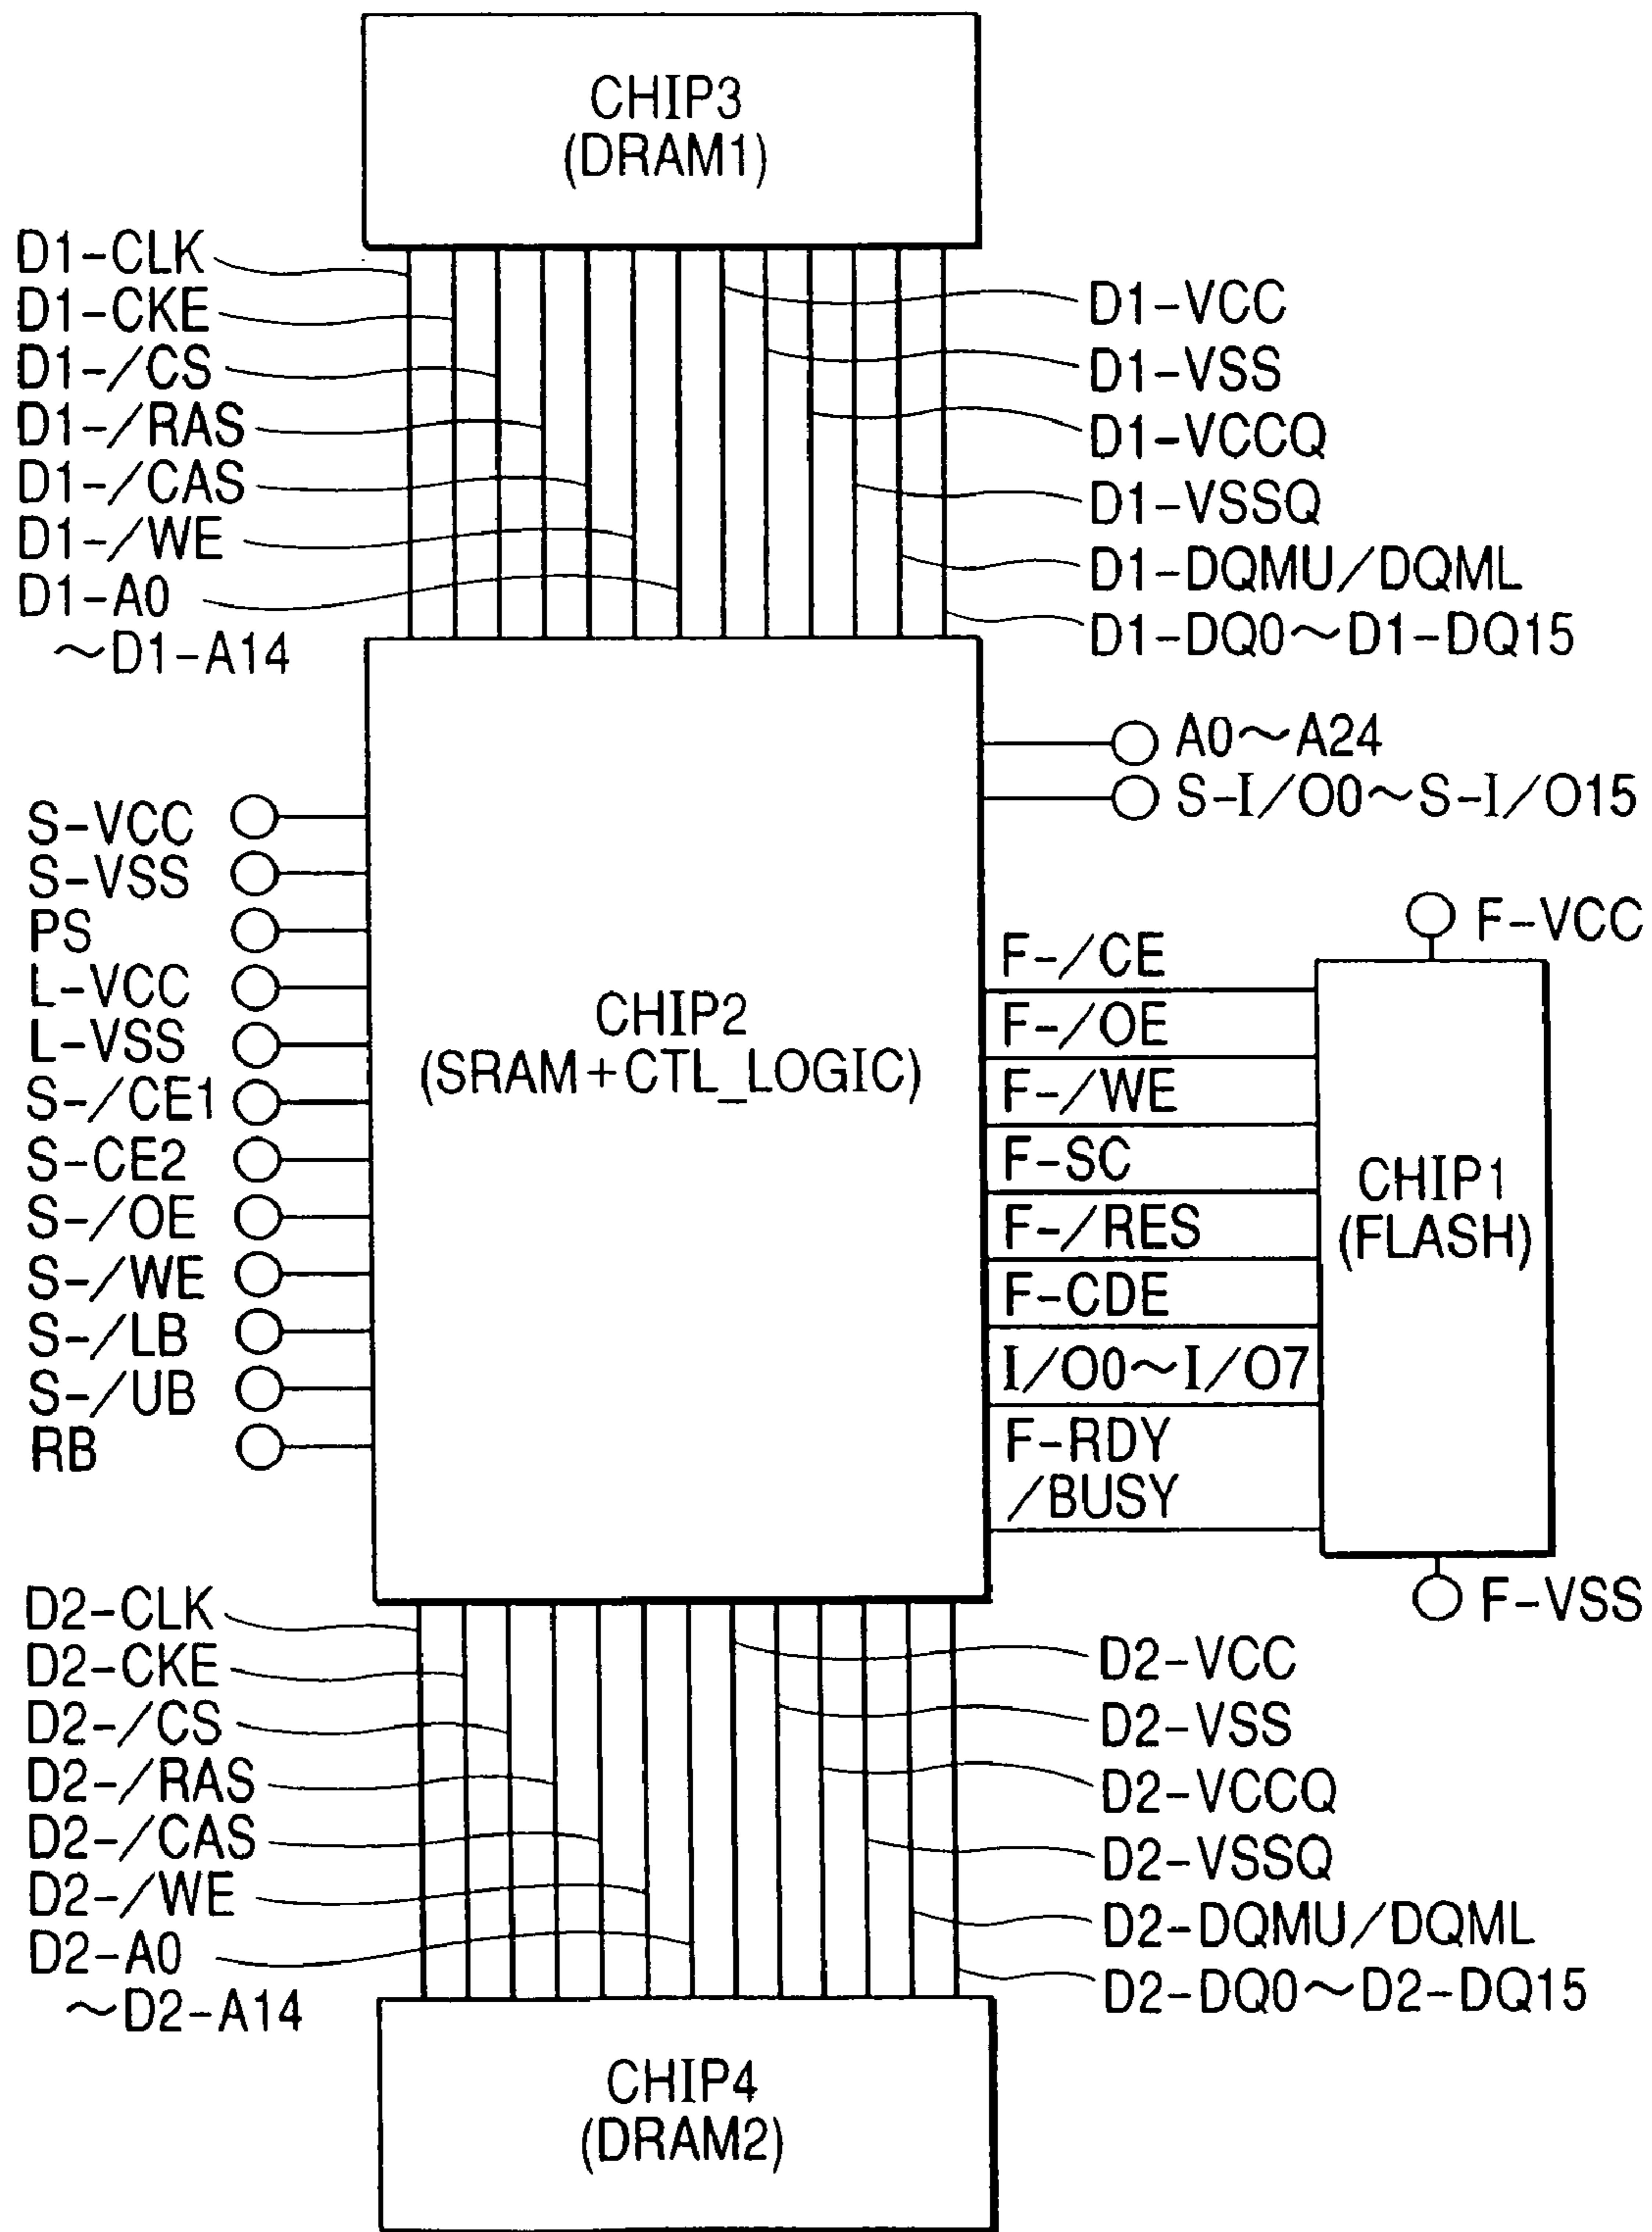 CHIP3
(DRAM1)
D1-CLK
D1-CKE
D1-/CS
D1-/RAS
D1-/CAS
D1-/WE
D1-A0
~D1-A14
D1-VCC
D1-VSS
D1-VCCQ
D1-VSSQ
D1-DQMU/DQML
D1-DQ0~D1-DQ15
A0~A24
S-I/O0~S-I/O15
S-VCC
S-VSS
PS
L-VCC
L-VSS
S-/CE1
S-CE2
S-/OE
S-/WE
S-/LB
S-/UB
RB
CHIP2
(SRAM+CTL_LOGIC)
F-VCC
F-/CE
F-/OE
F-/WE
F-SC
F-/RES
F-CDE
I/O0~I/O7
F-RDY
/BUSY
CHIP1
(FLASH)
F-VSS
D2-CLK
D2-CKE
D2-/CS
D2-/RAS
D2-/CAS
D2-/WE
D2-A0
~D2-A14
D2-VCC
D2-VSS
D2-VCCQ
D2-VSSQ
D2-DQMU/DQML
D2-DQ0~D2-DQ15
CHIP4
(DRAM2)